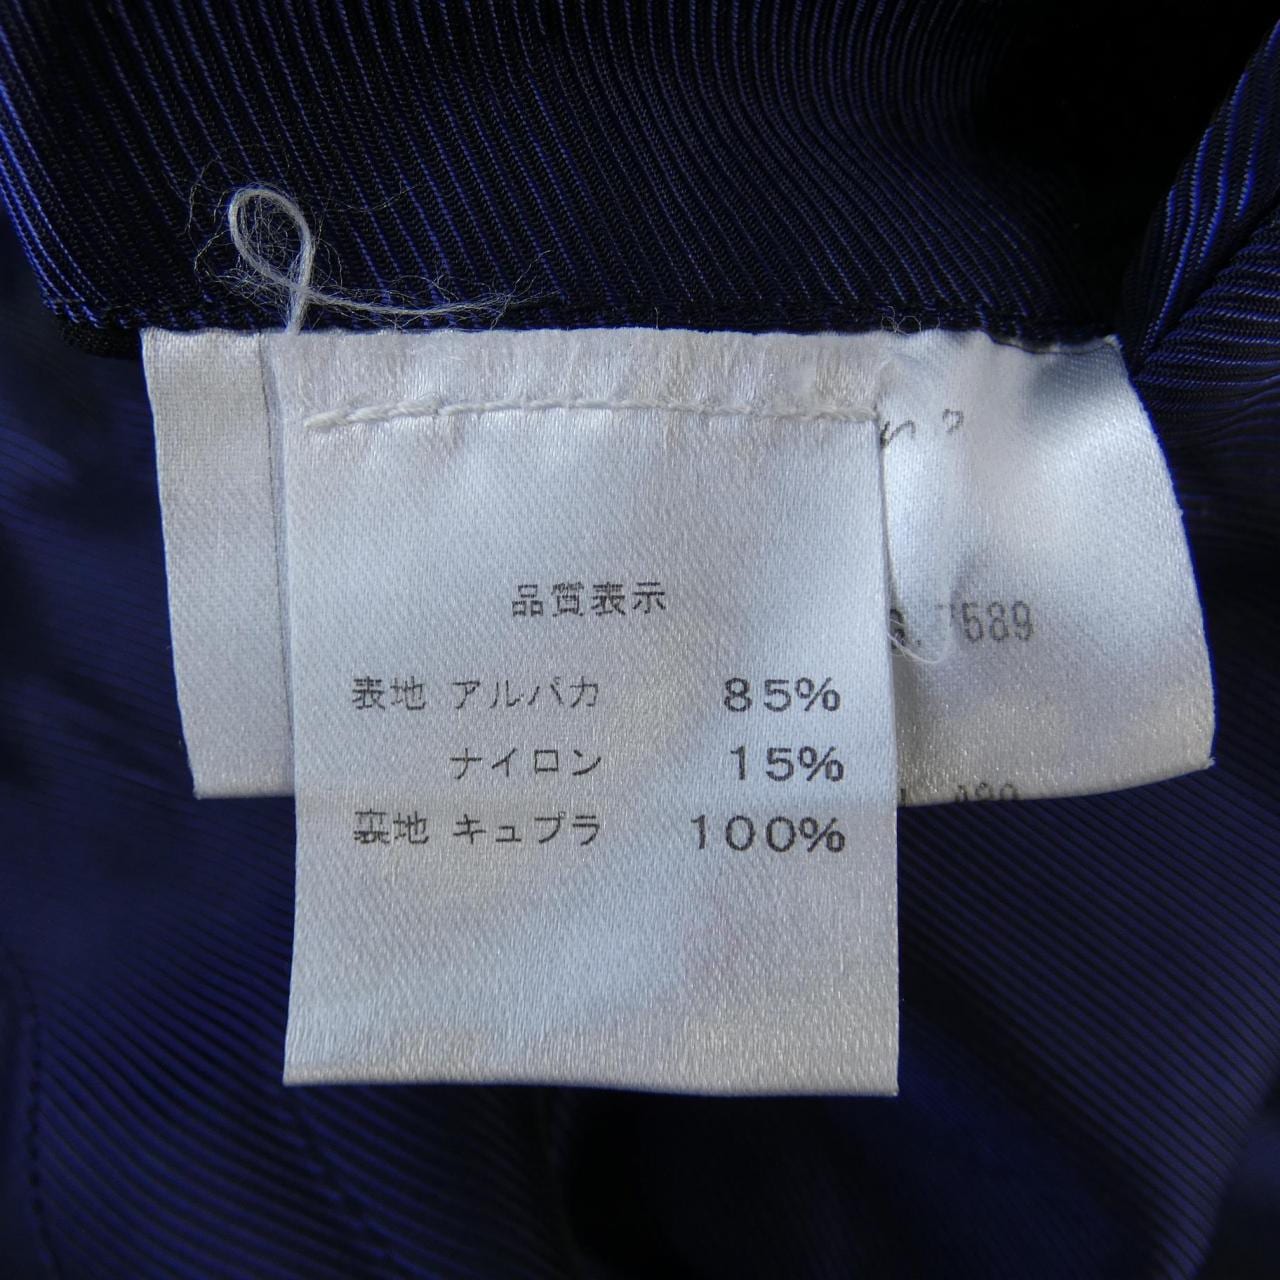 品質表示
表地 アルパカ 85%
ナイロン 15%
裏地 キュプラ 100%
589